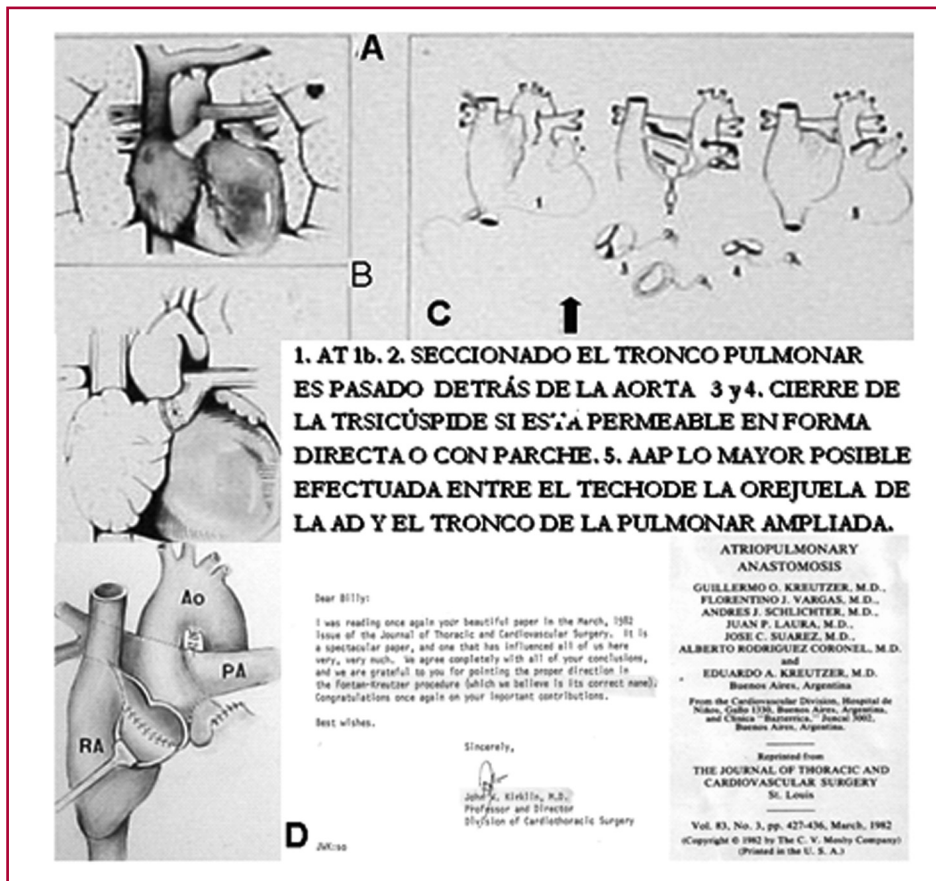 A
1
2
3
4
5
B
C
1. AT 1b. 2. SECCIONADO EL TRONCO PULMONAR
ES PASADO DETRÁS DE LA AORTA 3 y 4. CIERRE DE
LA TRSICÚSPIDE SI ESTÁ PERMEABLE EN FORMA
DIRECTA O CON PARCHE. 5. AAP LO MAYOR POSIBLE
EFECTUADA ENTRE EL TECHODE LA OREJUELA DE
LA AD Y EL TRONCO DE LA PULMONAR AMPLIADA.
Ao
PA
RA
D
Dear Billy:
I was reading once again your beautiful paper in the March, 1982
issue of the Journal of Thoracic and Cardiovascular Surgery. It is
a spectacular paper, and one that has influenced all of us here
very, very much. We agree completely with all of your conclusions,
and we are grateful to you for pointing the proper direction in
the Fontan-Kreutzer procedure (which we believe is its correct name).
Congratulations once again on your important contributions.
Best wishes.
Sincerely,
John W. Kirklin, M.D.
Professor and Director
Division of Cardiothoracic Surgery
JWK:so
ATRIOPULMONARY
ANASTOMOSIS
GUILLERMO O. KREUTZER, M.D.,
FLORENTINO J. VARGAS, M.D.,
ANDRES J. SCHLICHTER, M.D.,
JUAN P. LAURA, M.D.,
JOSE C. SUAREZ, M.D.,
ALBERTO RODRIGUEZ CORONEL, M.D.
and
EDUARDO A. KREUTZER, M.D.
Buenos Aires, Argentina
From the Cardiovascular Division, Hospital de
Niños, Gallo 1330, Buenos Aires, Argentina,
and Clínica "Bazterrica," Juncal 3002,
Buenos Aires, Argentina.
Reprinted from
THE JOURNAL OF THORACIC AND
CARDIOVASCULAR SURGERY
St. Louis
Vol. 83, No. 3, pp. 427-436, March, 1982
(Copyright © 1982 by The C. V. Mosby Company)
(Printed in the U. S. A.)